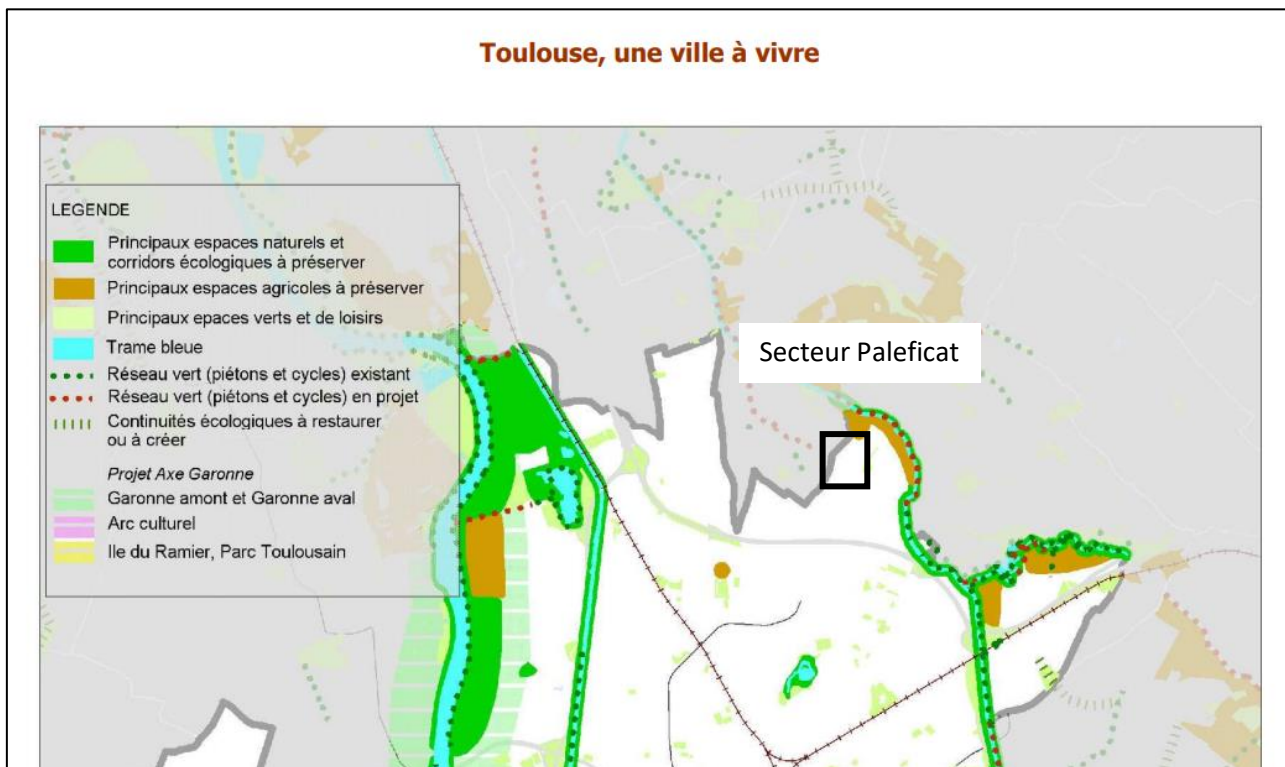 Toulouse, une ville à vivre
LEGENDE
Principaux espaces naturels et
corridors écologiques à préserver
Principaux espaces agricoles à préserver
Principaux epaces verts et de loisirs
Trame bleue
Réseau vert (piétons et cycles) existant
Réseau vert (piétons et cycles) en projet
Continuités écologiques à restaurer
ou à créer
Projet Axe Garonne
Garonne amont et Garonne aval
Arc culturel
Ile du Ramier, Parc Toulousain
Secteur Paleficat